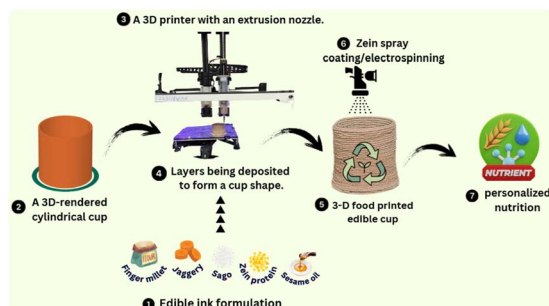 3 A 3D printer with an extrusion nozzle.
6 Zein spray
coating/electrospinning
2 A 3D-rendered
cylindrical cup
4 Layers being deposited
to form a cup shape.
5 3-D food printed
edible cup
NUTRIENT
7 personalized
nutrition
Finger millet
Jaggery
Sago
Zein protein
Sesame oil
1 Edible ink formulation